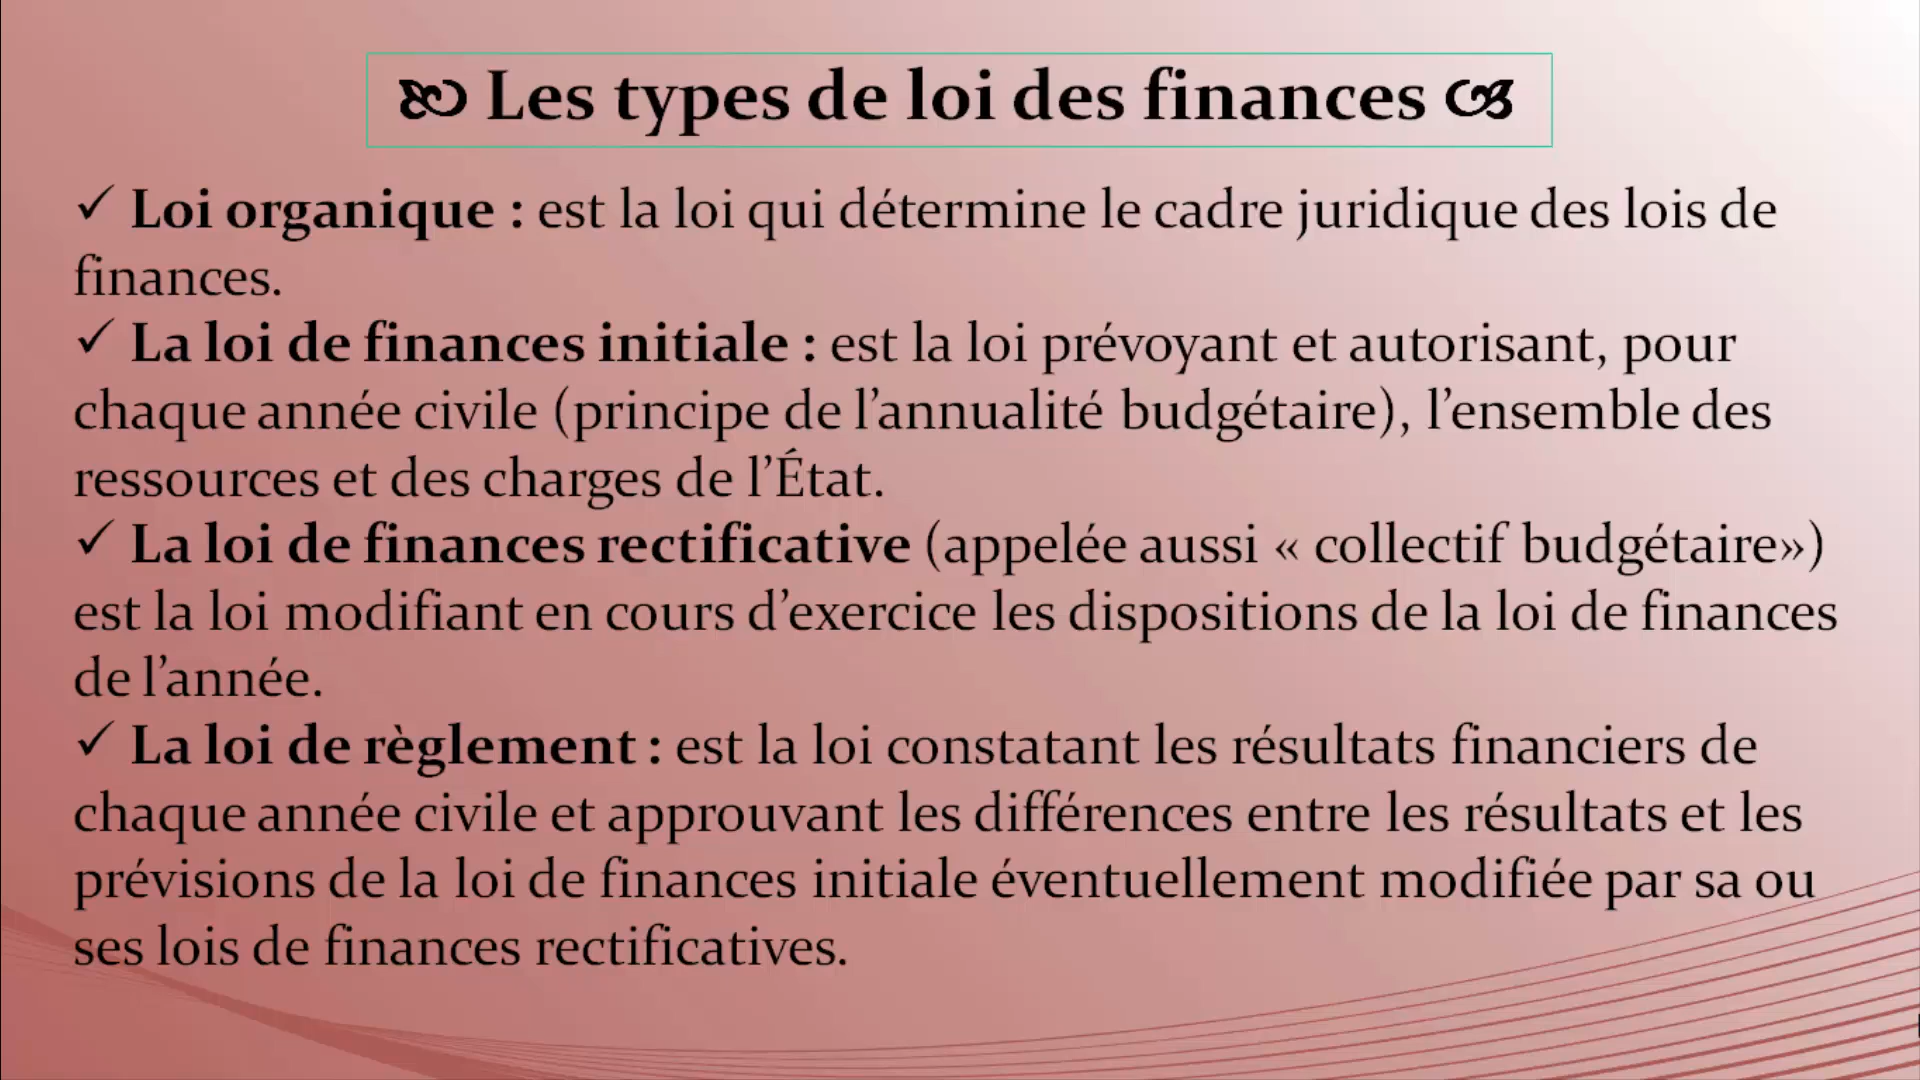 Les types de loi des finances
✓ Loi organique : est la loi qui détermine le cadre juridique des lois de
finances.
✓ La loi de finances initiale : est la loi prévoyant et autorisant, pour
chaque année civile (principe de l’annualité budgétaire), l’ensemble des
ressources et des charges de l’État.
✓ La loi de finances rectificative (appelée aussi « collectif budgétaire»)
est la loi modifiant en cours d’exercice les dispositions de la loi de finances
de l’année.
✓ La loi de règlement : est la loi constatant les résultats financiers de
chaque année civile et approuvant les différences entre les résultats et les
prévisions de la loi de finances initiale éventuellement modifiée par sa ou
ses lois de finances rectificatives.